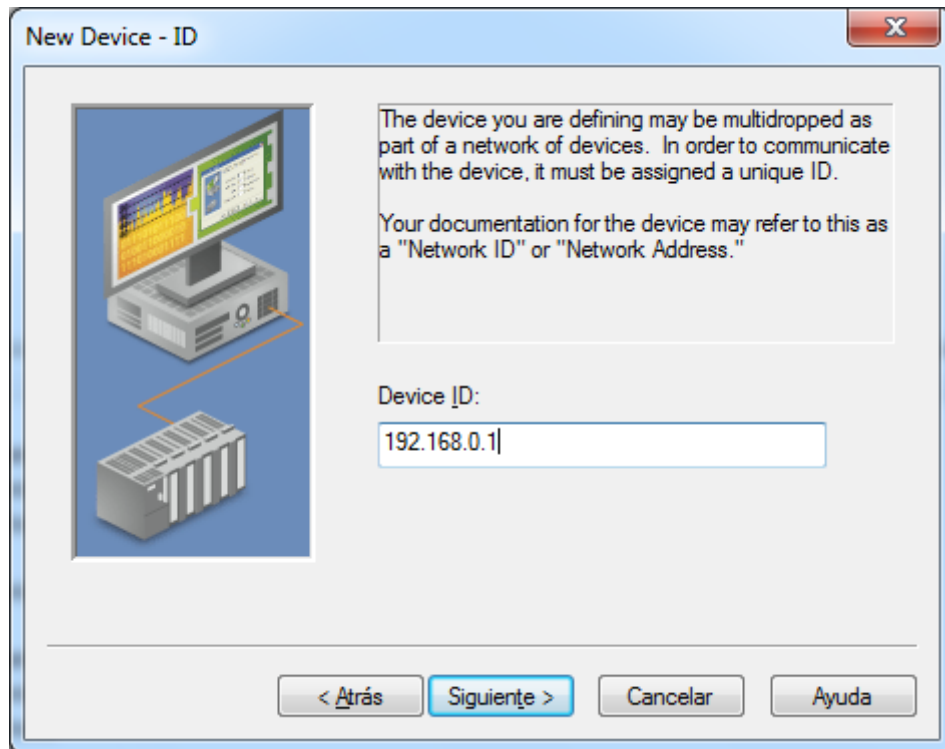 New Device - ID
The device you are defining may be multidropped as
part of a network of devices.  In order to communicate
with the device, it must be assigned a unique ID.
Your documentation for the device may refer to this as
a "Network ID" or "Network Address."
Device ID:
192.168.0.1
< Atrás
Siguiente >
Cancelar
Ayuda